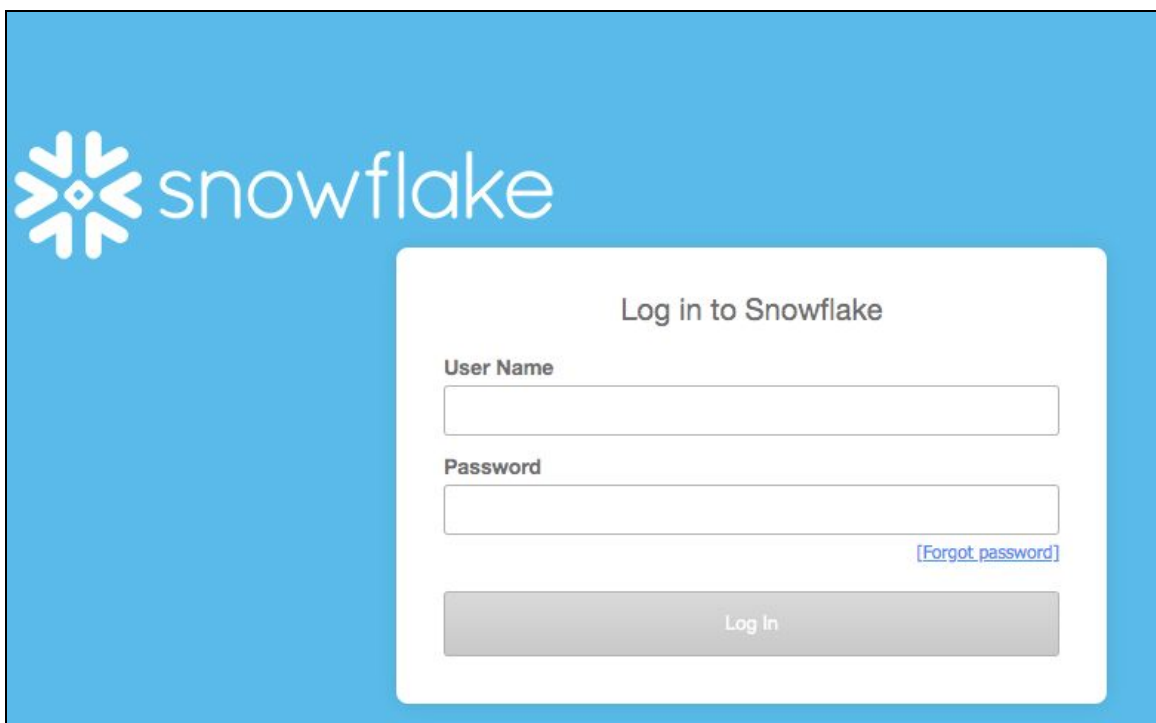 snowflake
Log in to Snowflake
User Name
Password
[Forgot password]
Log In